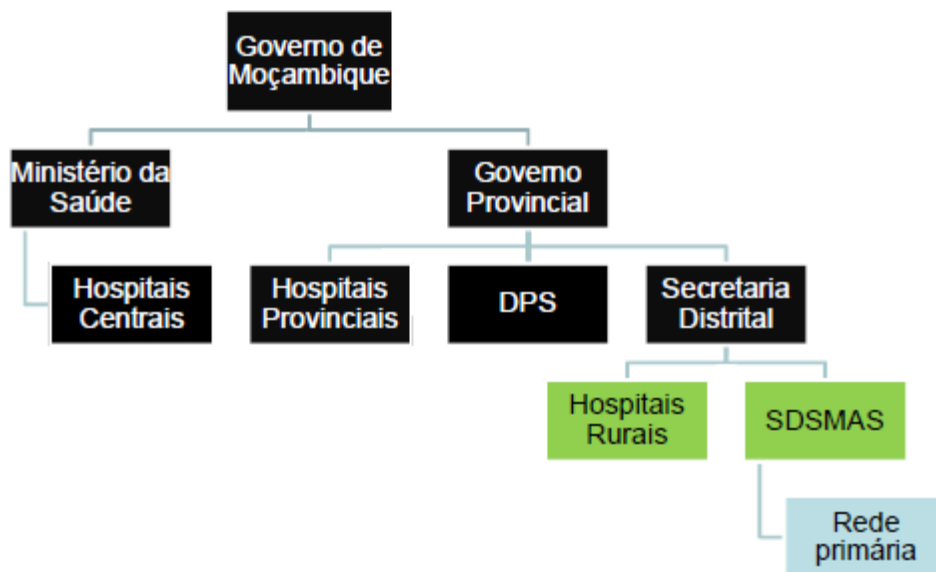 Governo de
Moçambique
Ministério da
Saúde
Governo
Provincial
Hospitais
Centrais
Hospitais
Provinciais
DPS
Secretaria
Distrital
Hospitais
Rurais
SDSMAS
Rede
primária